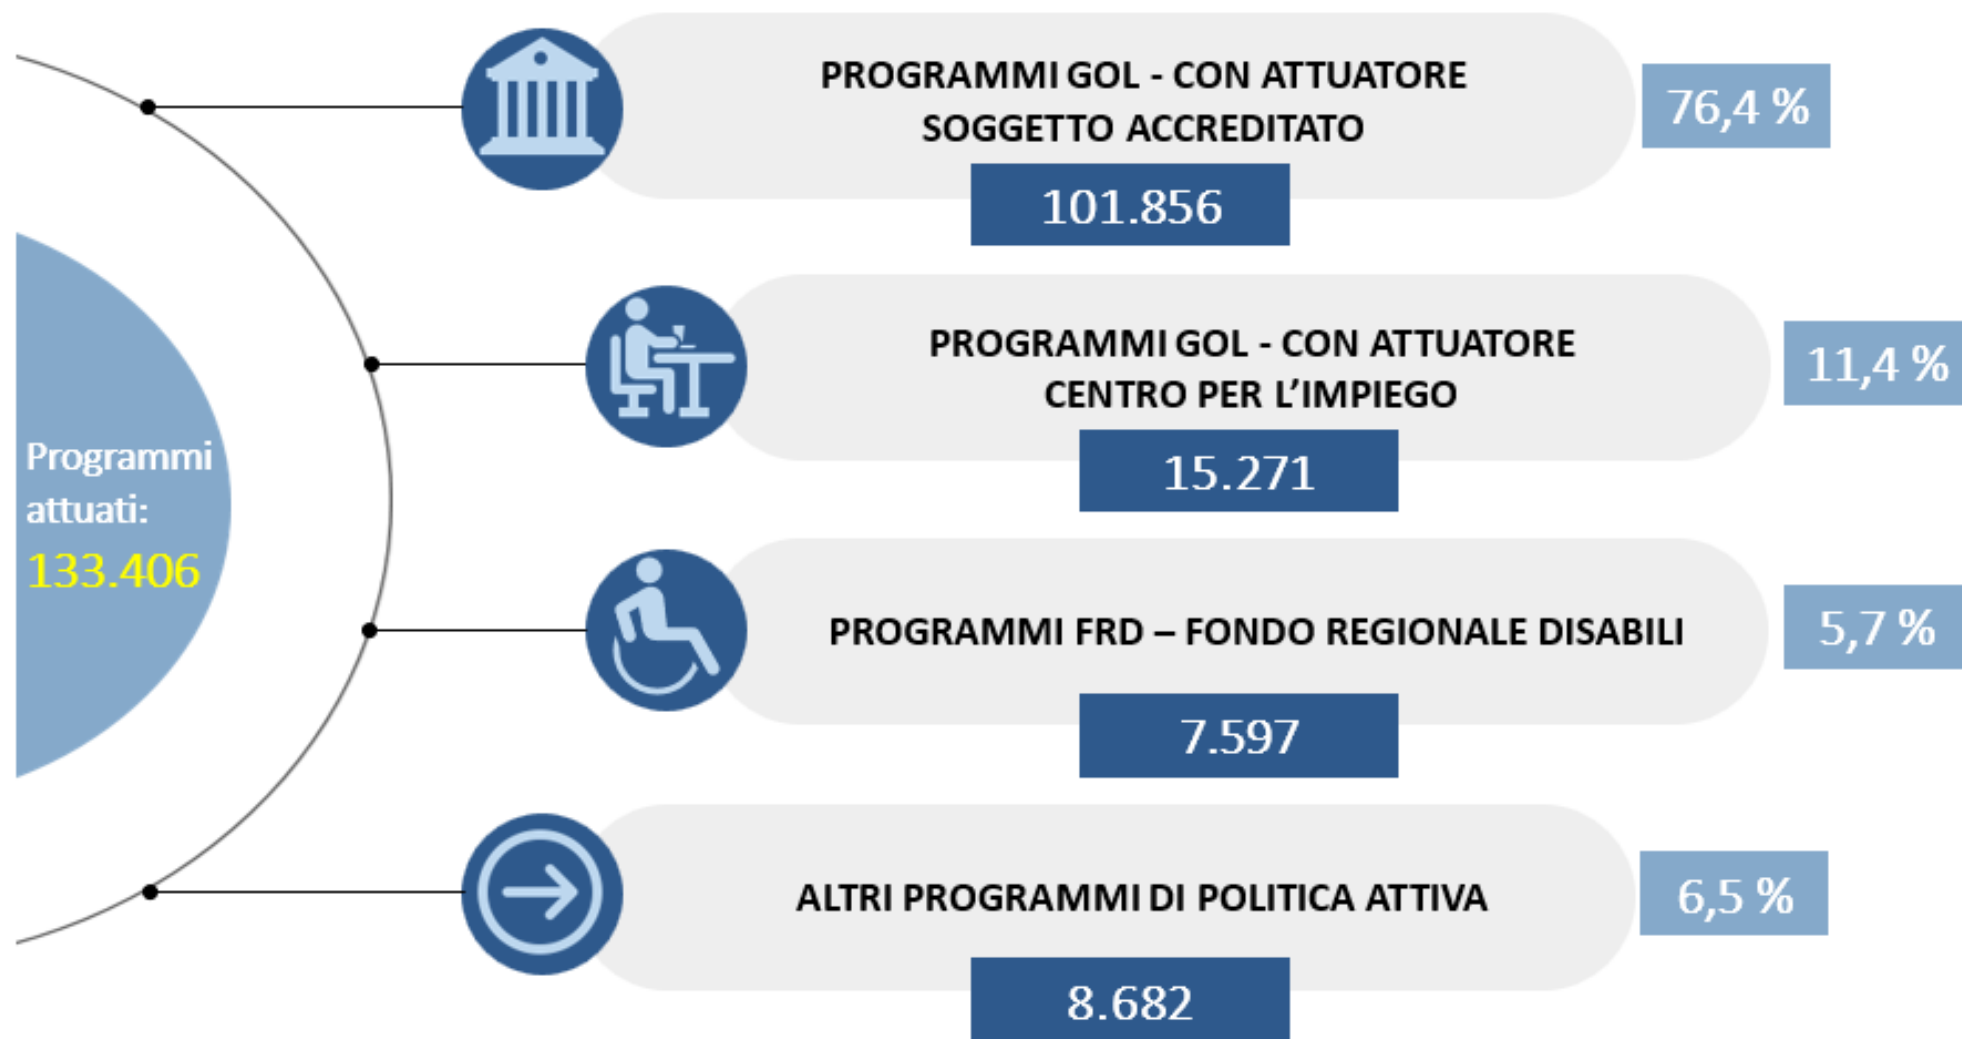 PROGRAMMI GOL - CON ATTUATORE
SOGGETTO ACCREDITATO
101.856
76,4 %
PROGRAMMI GOL - CON ATTUATORE
CENTRO PER L’IMPIEGO
15.271
11,4 %
Programmi
attuati:
133.406
PROGRAMMI FRD – FONDO REGIONALE DISABILI
7.597
5,7 %
ALTRI PROGRAMMI DI POLITICA ATTIVA
8.682
6,5 %